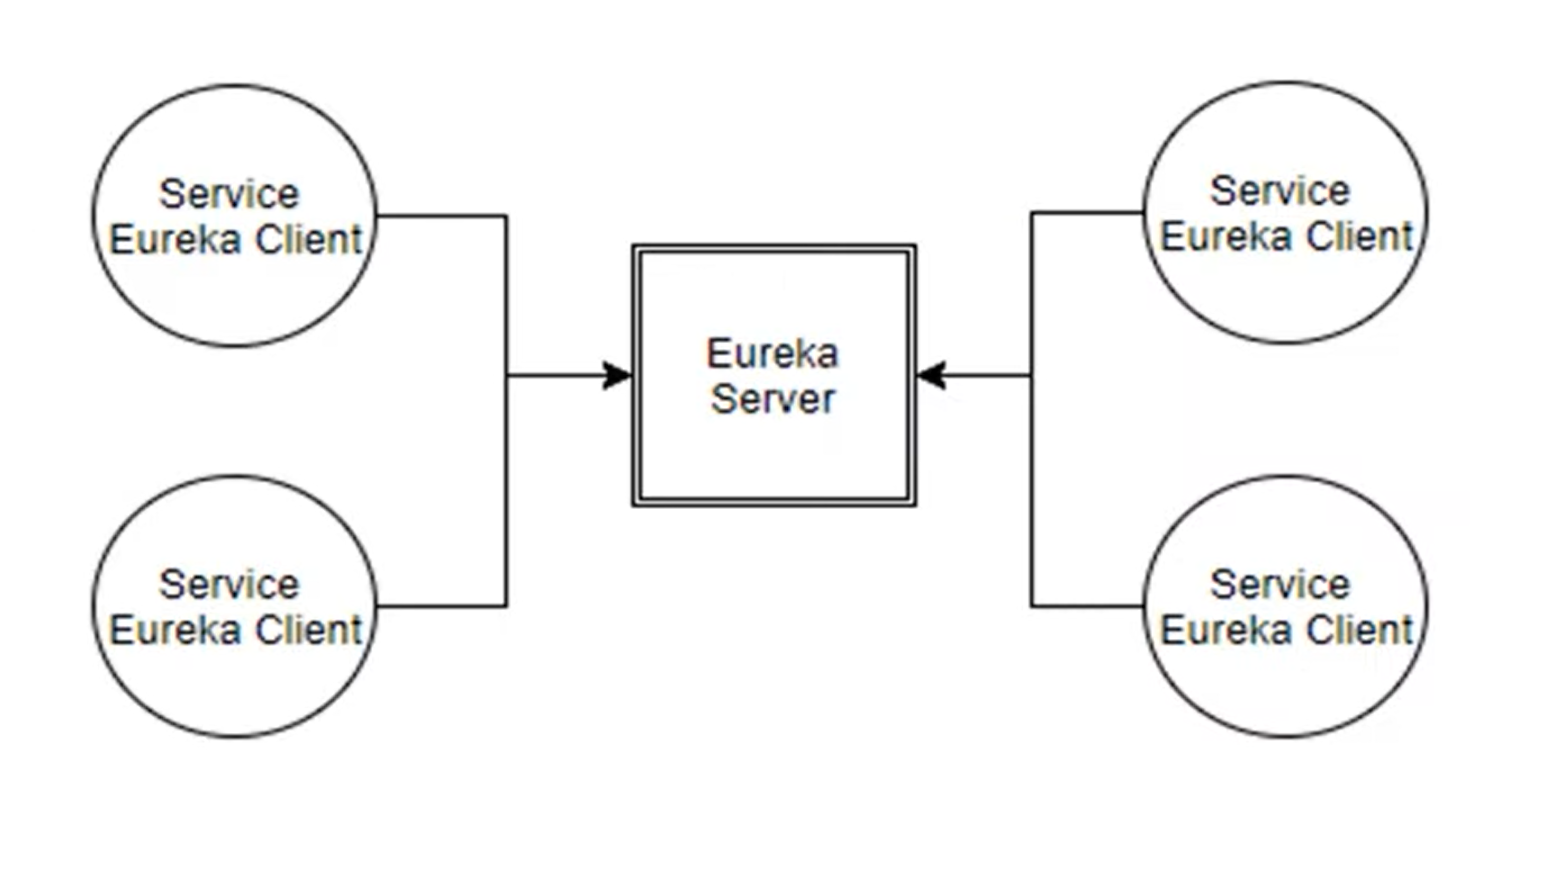 Service
Eureka Client
Service
Eureka Client
Eureka
Server
Service
Eureka Client
Service
Eureka Client